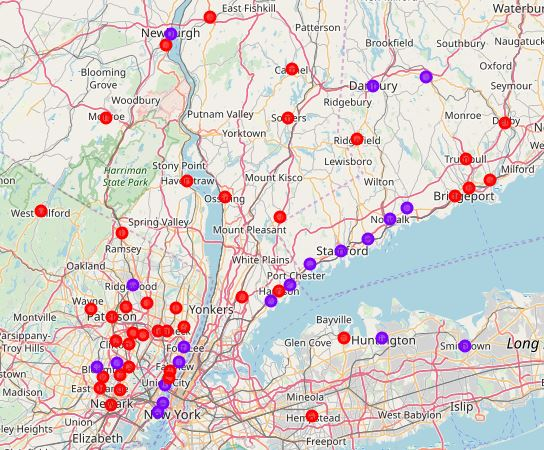 East Fishkill
Patterson
Waterbury
Newburgh
Brookfield
Southbury
Naugatuck
Oxford
Carmel
Blooming
Grove
Danbury
Seymour
Woodbury
Ridgebury
Monroe
Putnam Valley
Somers
Monroe
Derby
Yorktown
Ridgefield
Stony Point
Lewisboro
Trumbull
Harriman
State Park
Mount Kisco
Milford
Haverstraw
Wilton
Ossining
Bridgeport
West Milford
Norwalk
Spring Valley
Mount Pleasant
Ramsey
Stamford
White Plains
Oakland
Port Chester
Ridgewood
Harrison
Wayne
Yorkers
Montville
Paterson
Bayville
Parsippany-
Troy Hills
Glen Cove
Huntington
Smithtown
Long
Fairview
East Orange
Union City
Madison
Mineola
Newark
New York
Hempstead
West Babylon
Islip
Union
Freeport
Elizabeth
eley Heights